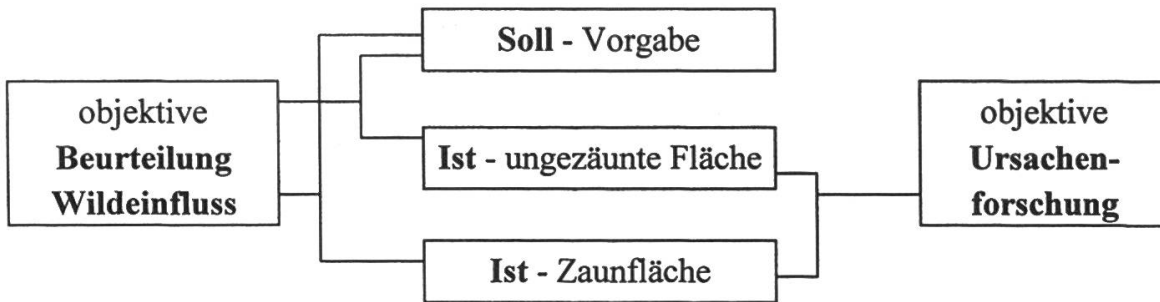 objektive
Beurteilung
Wildeinfluss
Soll - Vorgabe
Ist - ungezäunte Fläche
Ist - Zaunfläche
objektive
Ursachen-
forschung